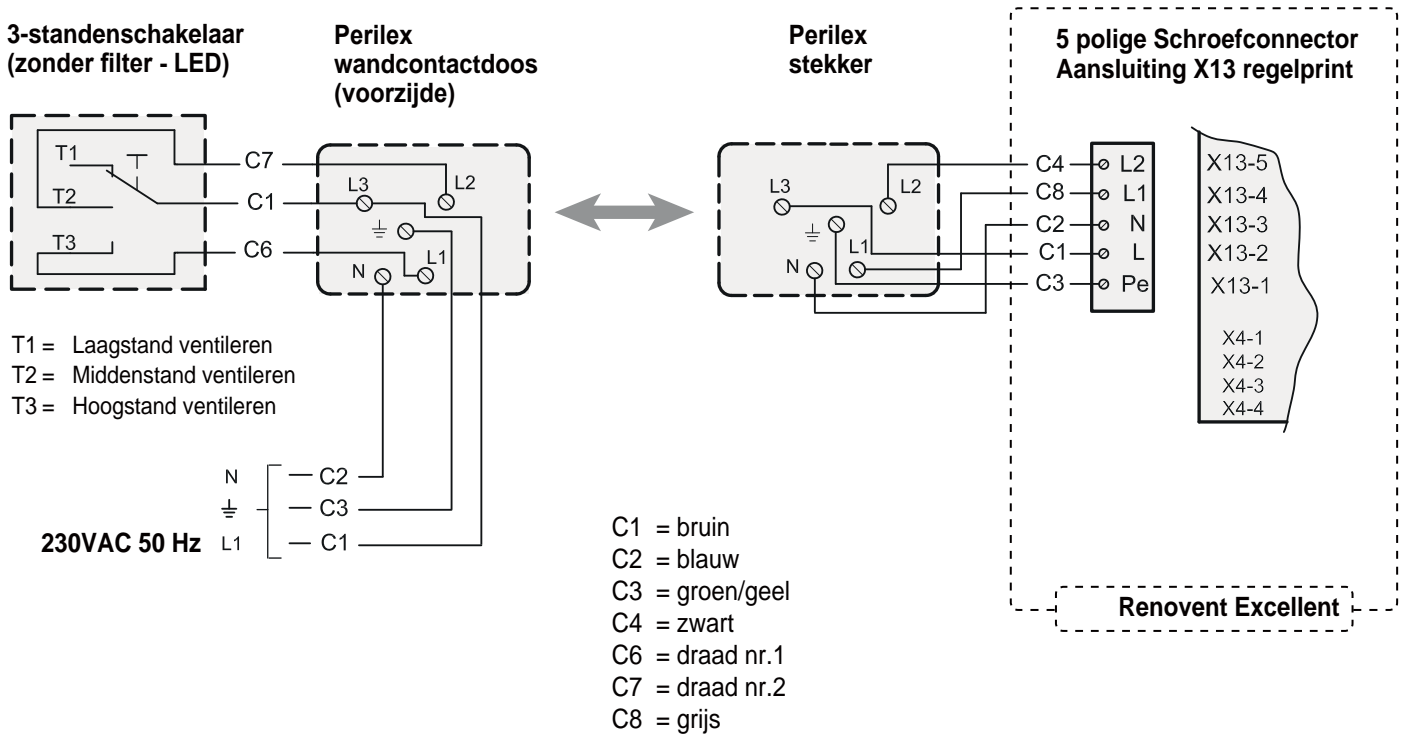 3-standenschakelaar
(zonder filter - LED)
Perilex
wandcontactdoos
(voorzijde)
Perilex
stekker
5 polige Schroefconnector
Aansluiting X13 regelprint
T1
T2
T3
C7
C1
C6
L3
L2
L1
N
L3
L2
L1
N
C4
C8
C2
C1
C3
L2
L1
N
L
Pe
X13-5
X13-4
X13-3
X13-2
X13-1
X4-1
X4-2
X4-3
X4-4
T1 = Laagstand ventileren
T2 = Middenstand ventileren
T3 = Hoogstand ventileren
N C2
C3
230VAC 50 Hz L1 C1
C1 = bruin
C2 = blauw
C3 = groen/geel
C4 = zwart
C6 = draad nr.1
C7 = draad nr.2
C8 = grijs
Renovent Excellent